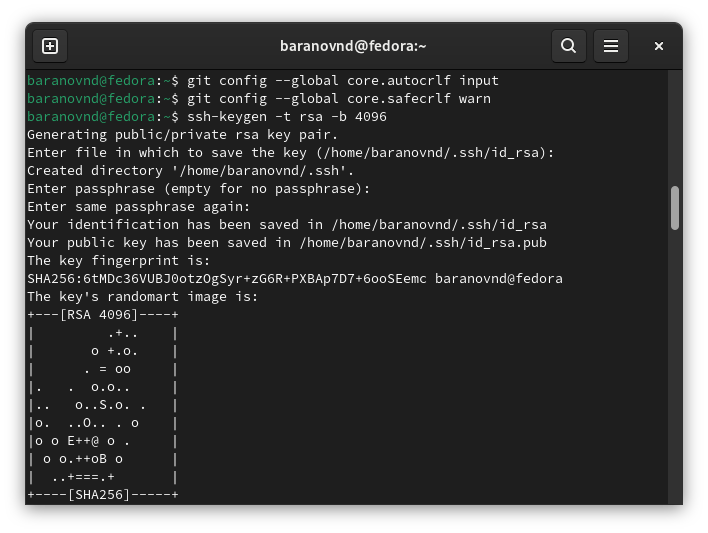 baranovnd@fedora:~
baranovnd@fedora:~$ git config --global core.autocrlf input
baranovnd@fedora:~$ git config --global core.safecrlf warn
baranovnd@fedora:~$ ssh-keygen -t rsa -b 4096
Generating public/private rsa key pair.
Enter file in which to save the key (/home/baranovnd/.ssh/id_rsa):
Created directory '/home/baranovnd/.ssh'.
Enter passphrase (empty for no passphrase):
Enter same passphrase again:
Your identification has been saved in /home/baranovnd/.ssh/id_rsa
Your public key has been saved in /home/baranovnd/.ssh/id_rsa.pub
The key fingerprint is:
SHA256:6tMDc36VUBJ0otzOgSyr+zG6R+PXBAp7D7+6ooSEemc baranovnd@fedora
The key's randomart image is:
+---[RSA 4096]----+
|         .+..    |
|       o +.o.    |
|      . = oo     |
|.   .  o.o..     |
|..   o..S.o. .   |
|o.  ..O.. . o    |
|o o E++@ o .     |
| o o.++oB o      |
|  ..+===.+       |
+----[SHA256]-----+